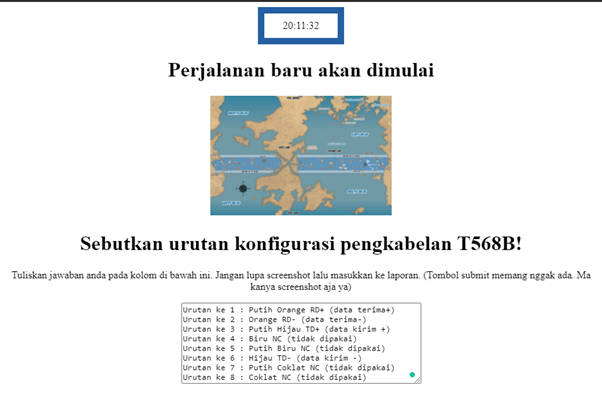 20:11:32
Perjalanan baru akan dimulai
Sebutkan urutan konfigurasi pengkabelan T568B!
Tuliskan jawaban anda pada kolom di bawah ini. Jangan lupa screenshot lalu masukkan ke laporan. (Tombol submit memang nggak ada. Ma
kanya screenshot aja ya)
Urutan ke 1 : Putih Orange RD+ (data terima+)
Urutan ke 2 : Orange RD- (data terima-)
Urutan ke 3 : Putih Hijau TD+ (data kirim +)
Urutan ke 4 : Biru NC (tidak dipakai)
Urutan ke 5 : Putih Biru NC (tidak dipakai)
Urutan ke 6 : Hijau TD- (data kirim -)
Urutan ke 7 : Putih Coklat NC (tidak dipakai)
Urutan ke 8 : Coklat NC (tidak dipakai)